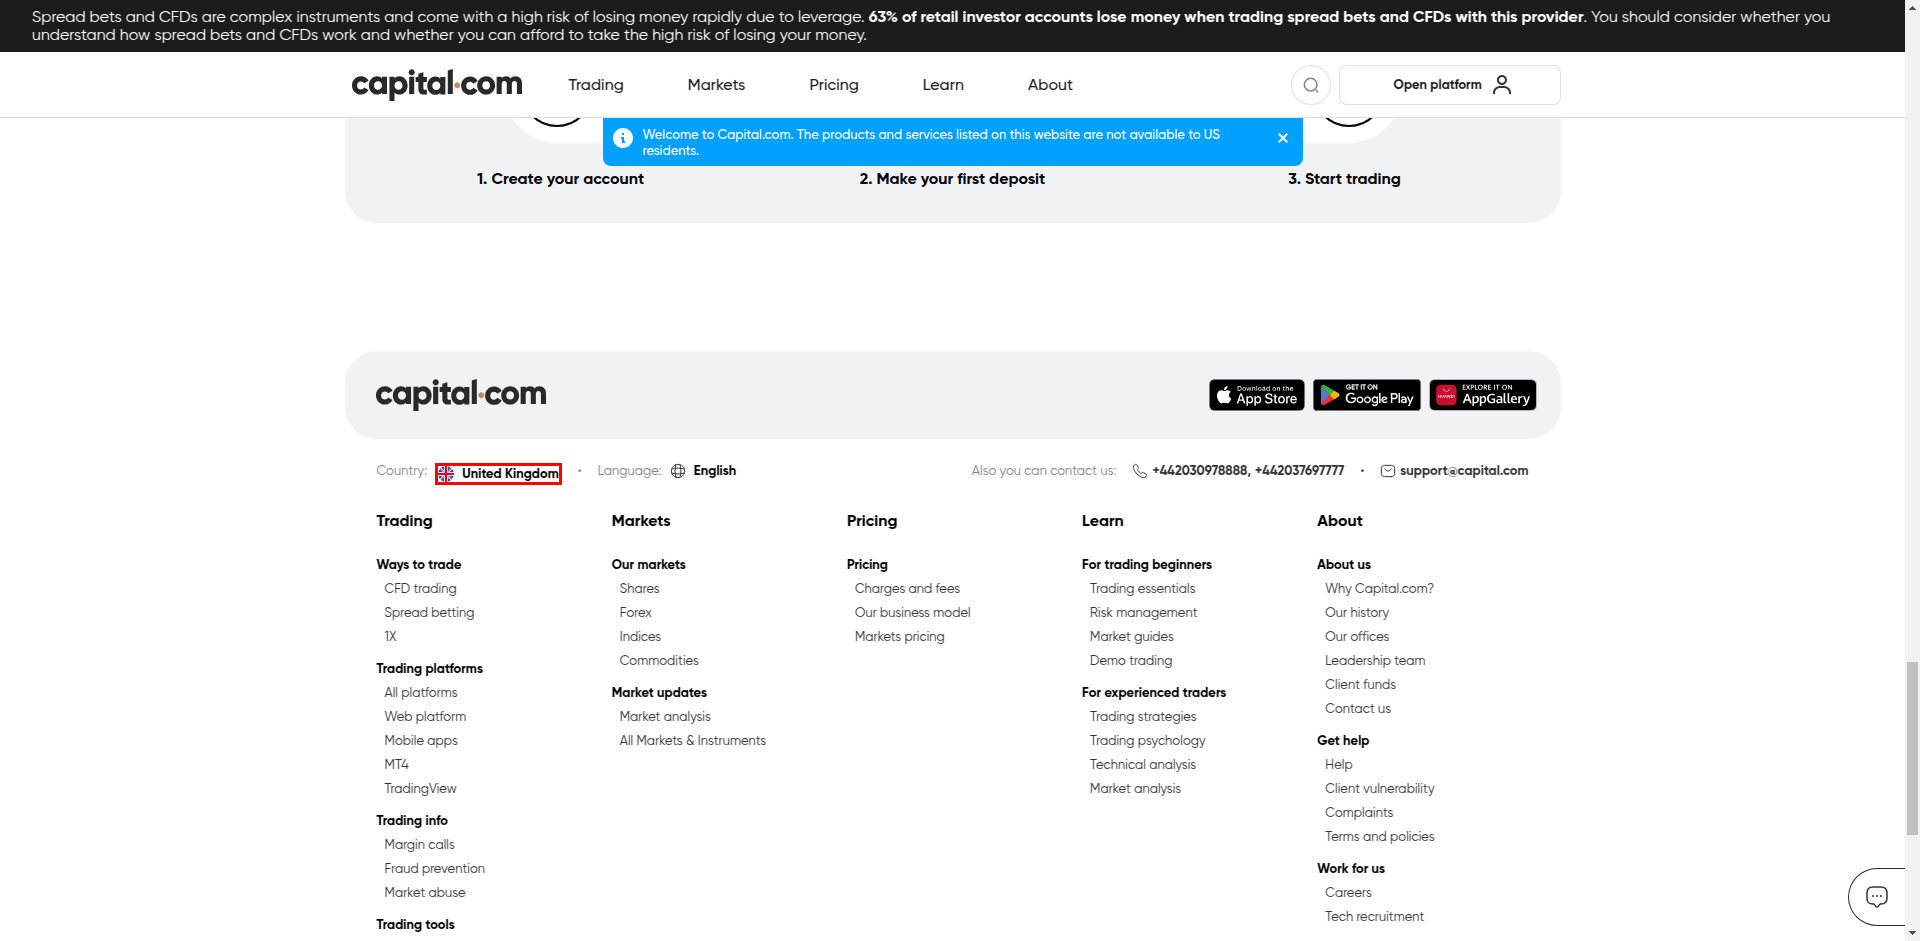 Spread bets and CFDs are complex instruments and come with a high risk of losing money rapidly due to leverage. 63% of retail investor accounts lose money when trading spread bets and CFDs with this provider. You should consider whether you
understand how spread bets and CFDs work and whether you can afford to take the high risk of losing your money.
capital.com
Trading
Markets
Pricing
Learn
About
Open platform
Welcome to Capital.com. The products and services listed on this website are not available to US
residents.
1. Create your account
2. Make your first deposit
3. Start trading
capital.com
Download on the
App Store
GET IT ON
Google Play
HUAWEI
EXPLORE IT ON
AppGallery
Country: United Kingdom
Language: English
Also you can contact us: +442030978888, +442037697777
support@capital.com
Trading
Ways to trade
CFD trading
Spread betting
1X
Trading platforms
All platforms
Web platform
Mobile apps
MT4
TradingView
Trading info
Margin calls
Fraud prevention
Market abuse
Trading tools
Markets
Our markets
Shares
Forex
Indices
Commodities
Market updates
Market analysis
All Markets & Instruments
Pricing
Pricing
Charges and fees
Our business model
Markets pricing
Learn
For trading beginners
Trading essentials
Risk management
Market guides
Demo trading
For experienced traders
Trading strategies
Trading psychology
Technical analysis
Market analysis
About
About us
Why Capital.com?
Our history
Our offices
Leadership team
Client funds
Contact us
Get help
Help
Client vulnerability
Complaints
Terms and policies
Work for us
Careers
Tech recruitment